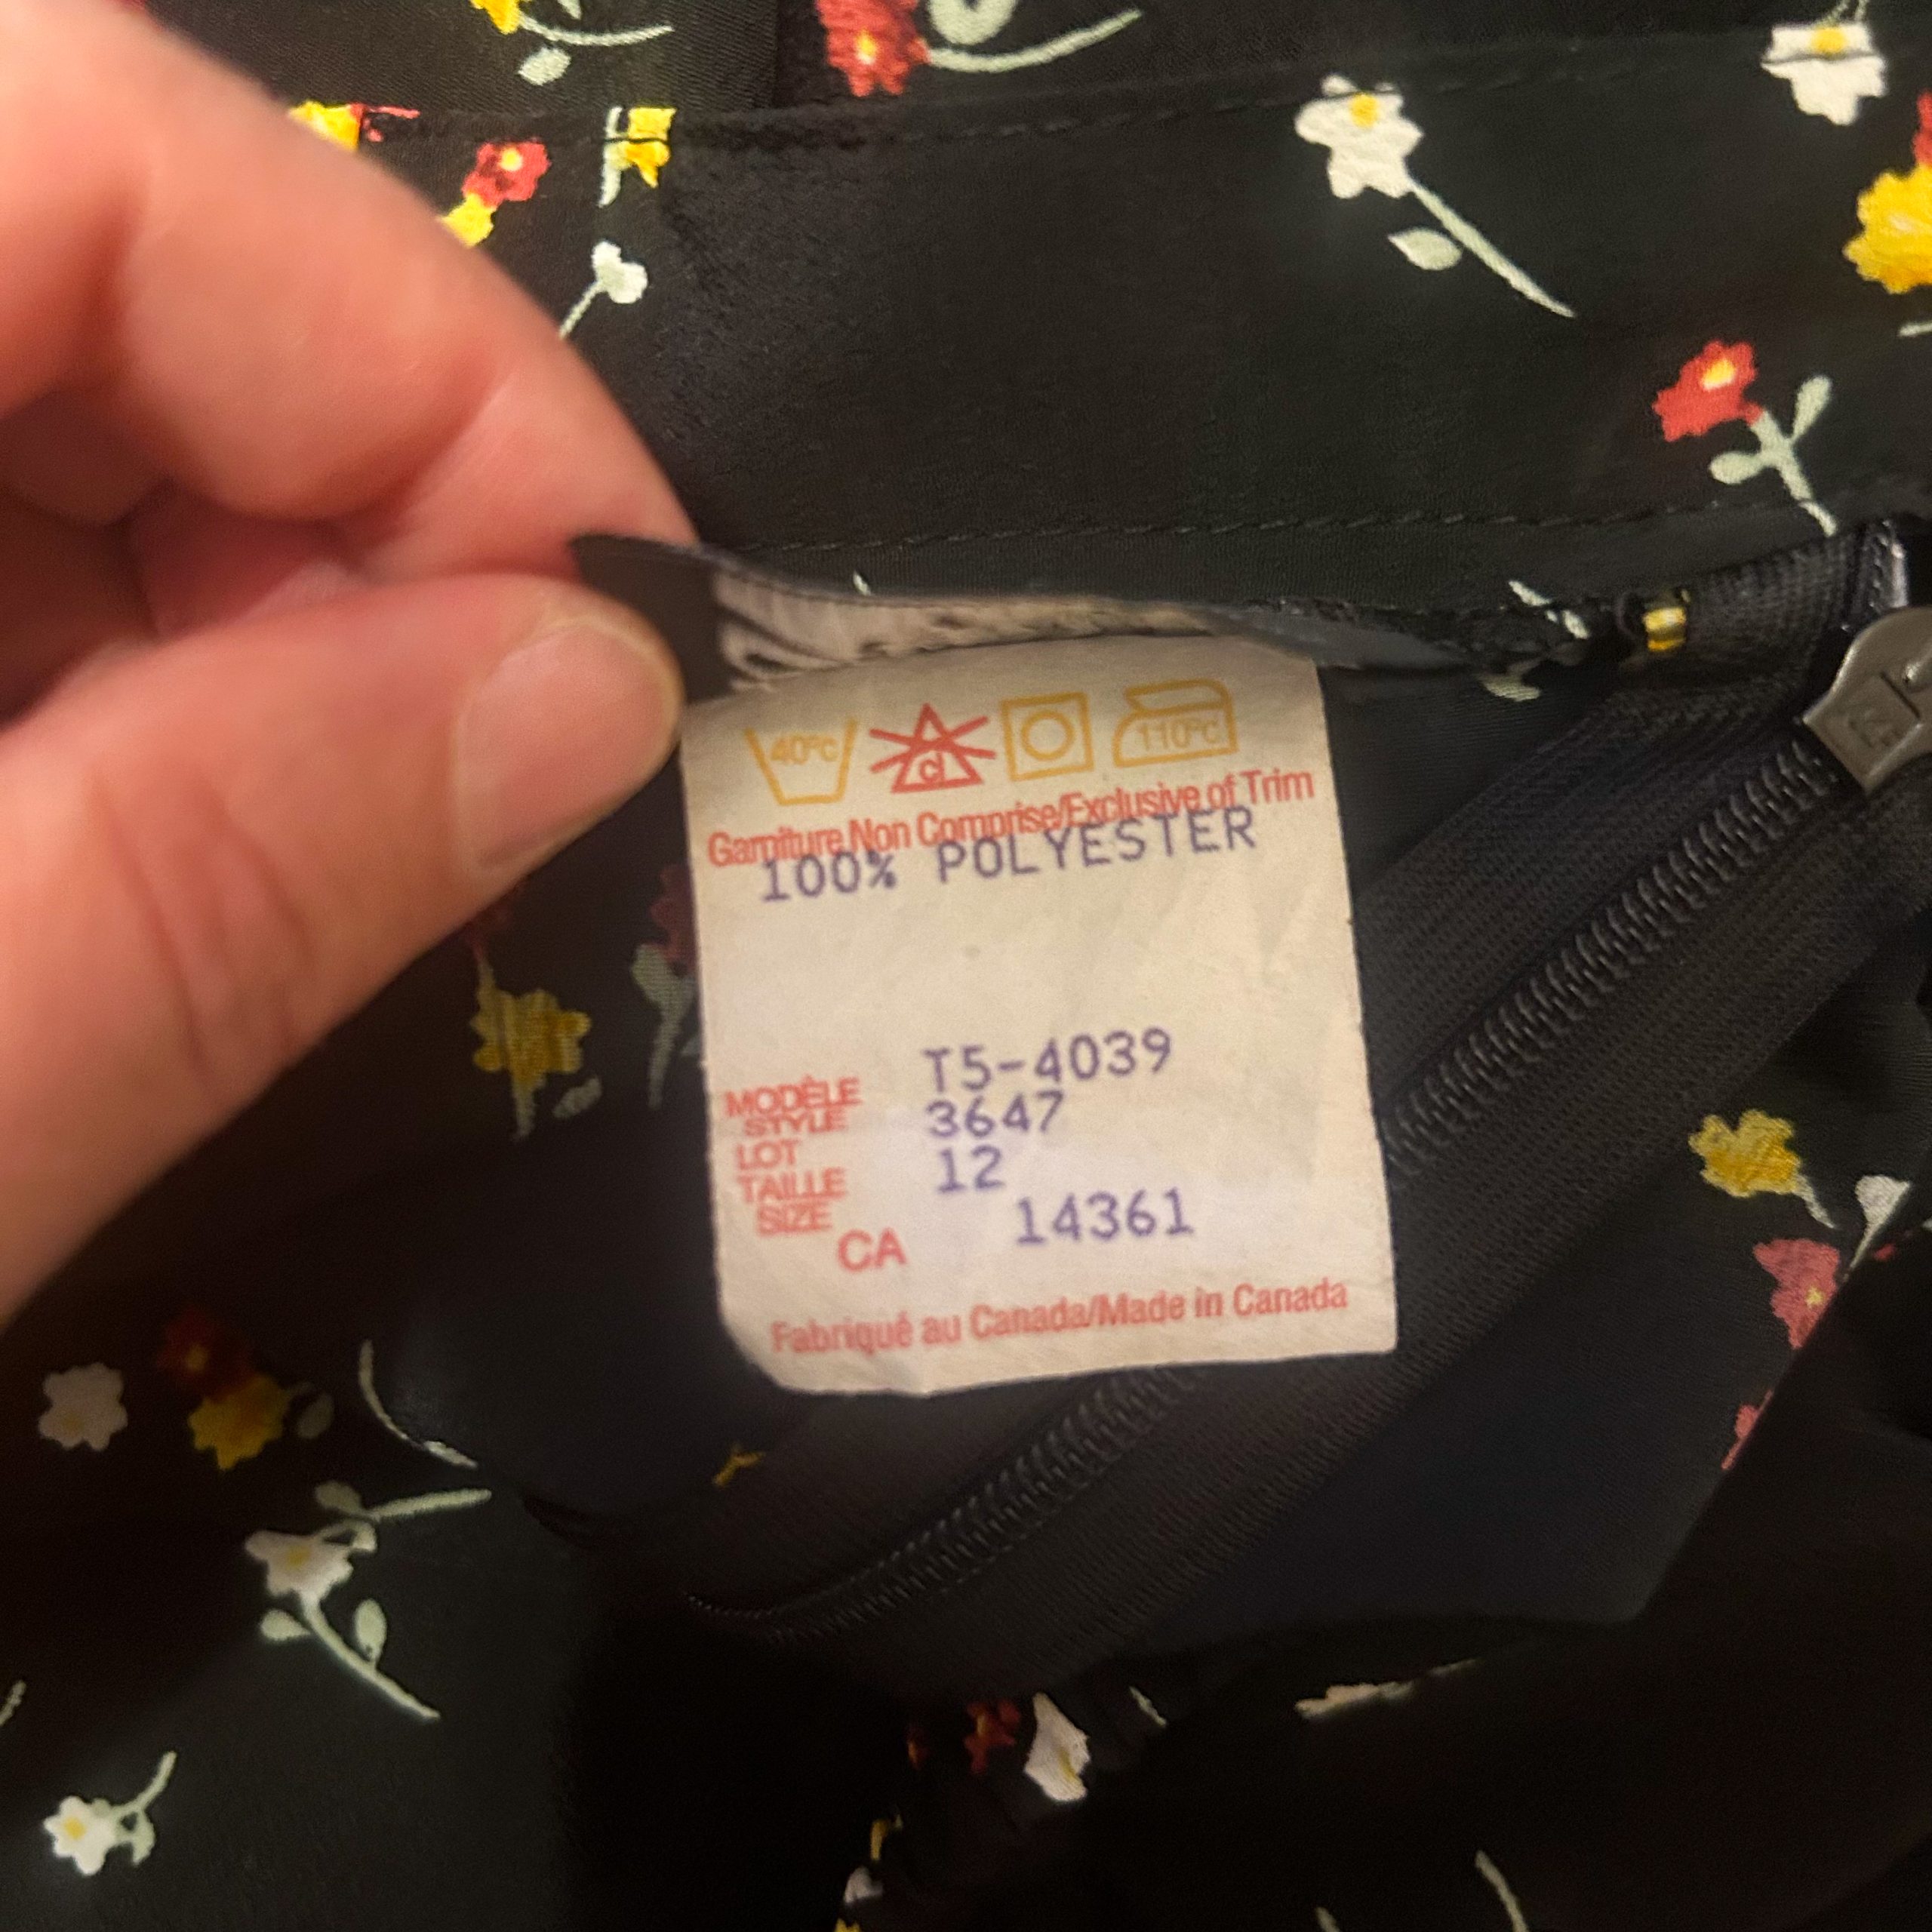 40°c cl 110°c
Garniture Non Comprise/Exclusive of Trim
100% POLYESTER
T5-4039
MODÈLE
STYLE 3647
LOT
TAILLE 12
SIZE
CA 14361
Fabriqué au Canada/Made in Canada